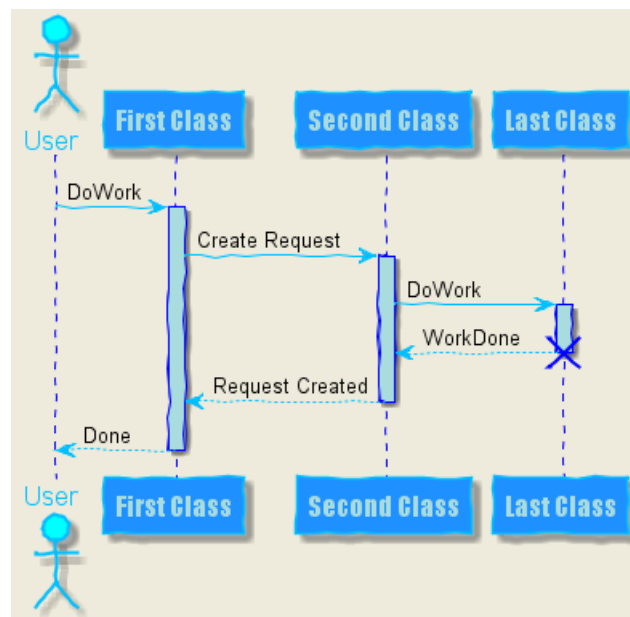 User
First Class
Second Class
Last Class
DoWork
Create Request
DoWork
WorkDone
Request Created
Done
User
First Class
Second Class
Last Class